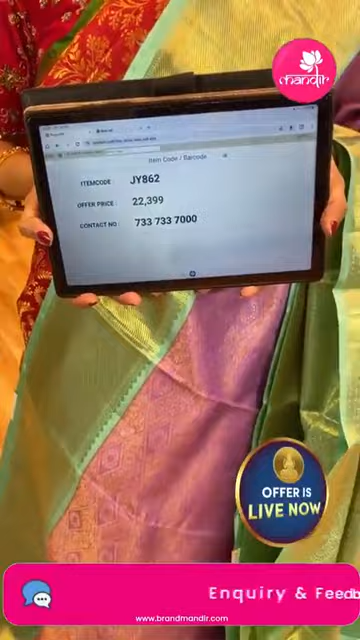 mandir
Item Code / Barcode
ITEMCODE : JY862
OFFER PRICE : 22,399
CONTACT NO : 733 733 7000
OFFER IS
LIVE NOW
Enquiry & Feedb
www.brandmandir.com